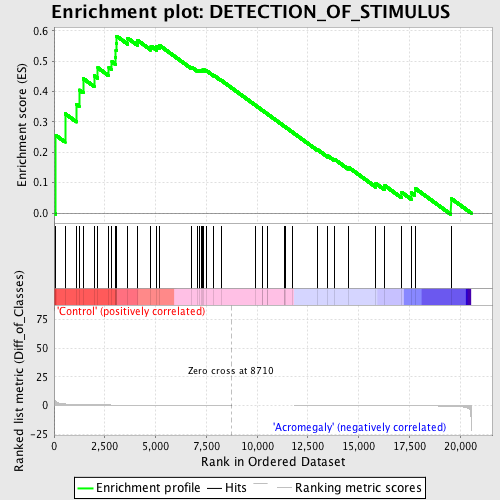 Enrichment plot: DETECTION_OF_STIMULUS
Enrichment score (ES)
0.6
0.5
0.4
0.3
0.2
0.1
0.0
'Control' (positively correlated)
Ranked list metric (Diff_of_Classes)
75
50
25
0
-25
Zero cross at 8710
'Acromegaly' (negatively correlated)
0 2,500 5,000 7,500 10,000 12,500 15,000 17,500 20,000
Rank in Ordered Dataset
Enrichment profile Hits Ranking metric scores